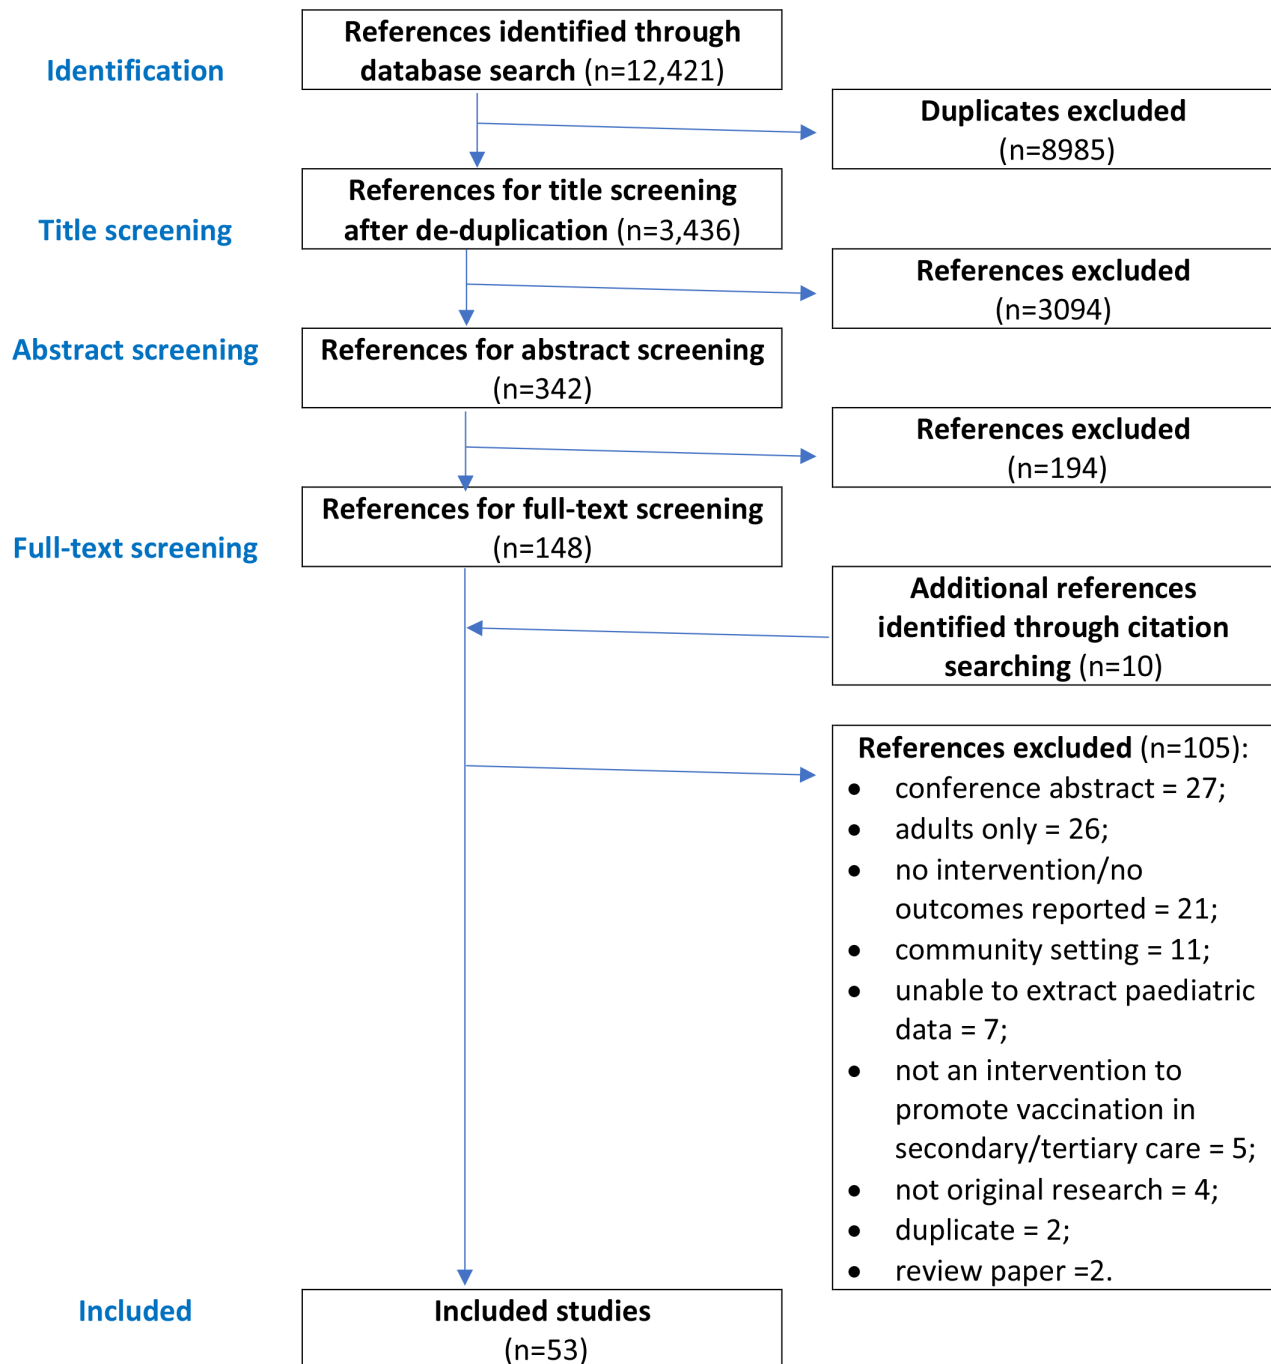 References identified through
database search (n=12,421)
Identification
Duplicates excluded
(n=8985)
References for title screening
after de-duplication (n=3,436)
Title screening
References excluded
(n=3094)
References for abstract screening
(n=342)
Abstract screening
References excluded
(n=194)
References for full-text screening
(n=148)
Full-text screening
Additional references
identified through citation
searching (n=10)
References excluded (n=105):
• conference abstract = 27;
• adults only = 26;
• no intervention/no
outcomes reported = 21;
• community setting = 11;
• unable to extract paediatric
data = 7;
• not an intervention to
promote vaccination in
secondary/tertiary care = 5;
• not original research = 4;
• duplicate = 2;
• review paper =2.
Included
Included studies
(n=53)